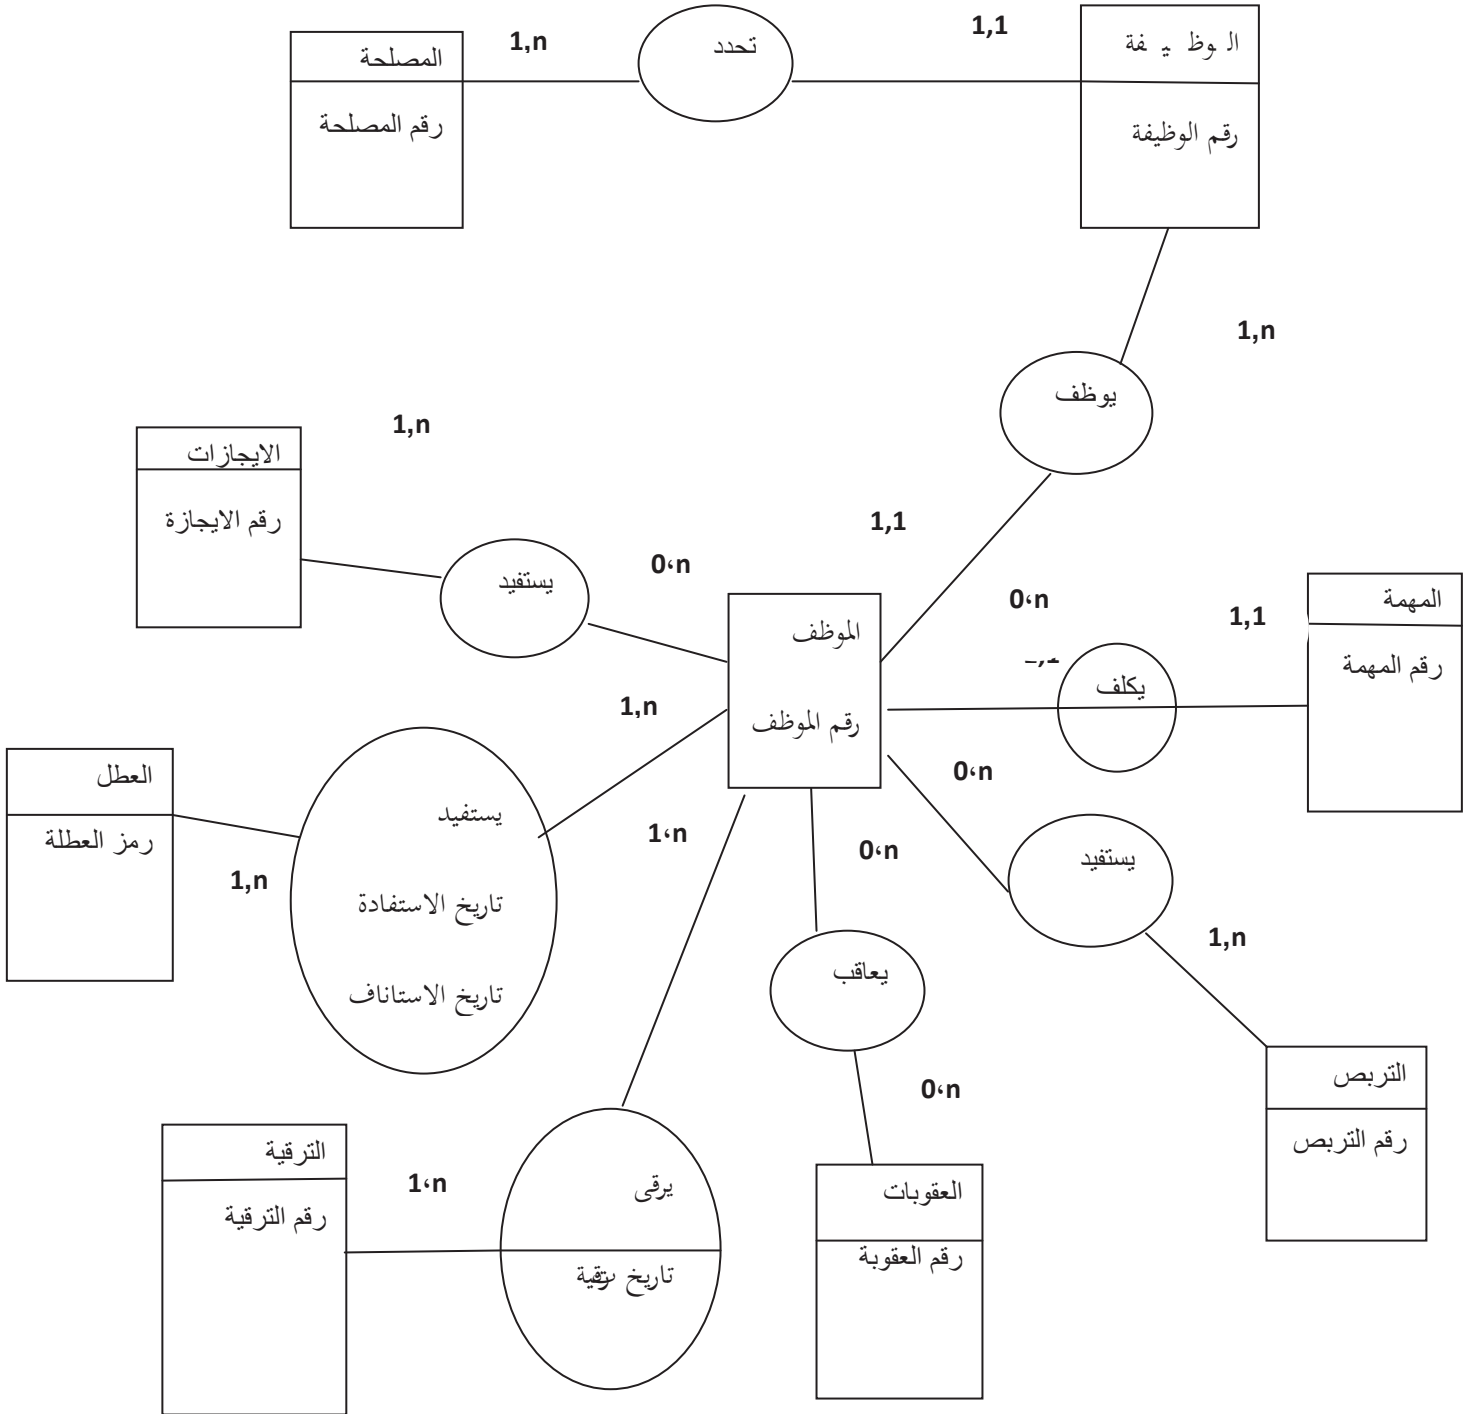 المصلحة
رقم المصلحة
1,n
تحدد
1,1
الوظيفة
رقم الوظيفة
1,n
يوظف
1,1
1,n
الايجازات
رقم الايجازة
يستفيد
0،n
الموظف
رقم الموظف
0،n
يكلف
1,1
المهمة
رقم المهمة
1,n
العطل
رمز العطلة
1,n
يستفيد
تاريخ الاستفادة
تاريخ الاستاناف
0،n
يستفيد
1,n
التربص
رقم التربص
0،n
يعاقب
0،n
العقوبات
رقم العقوبة
1،n
يرقى
تاريخ
1،n
الترقية
رقم الترقية